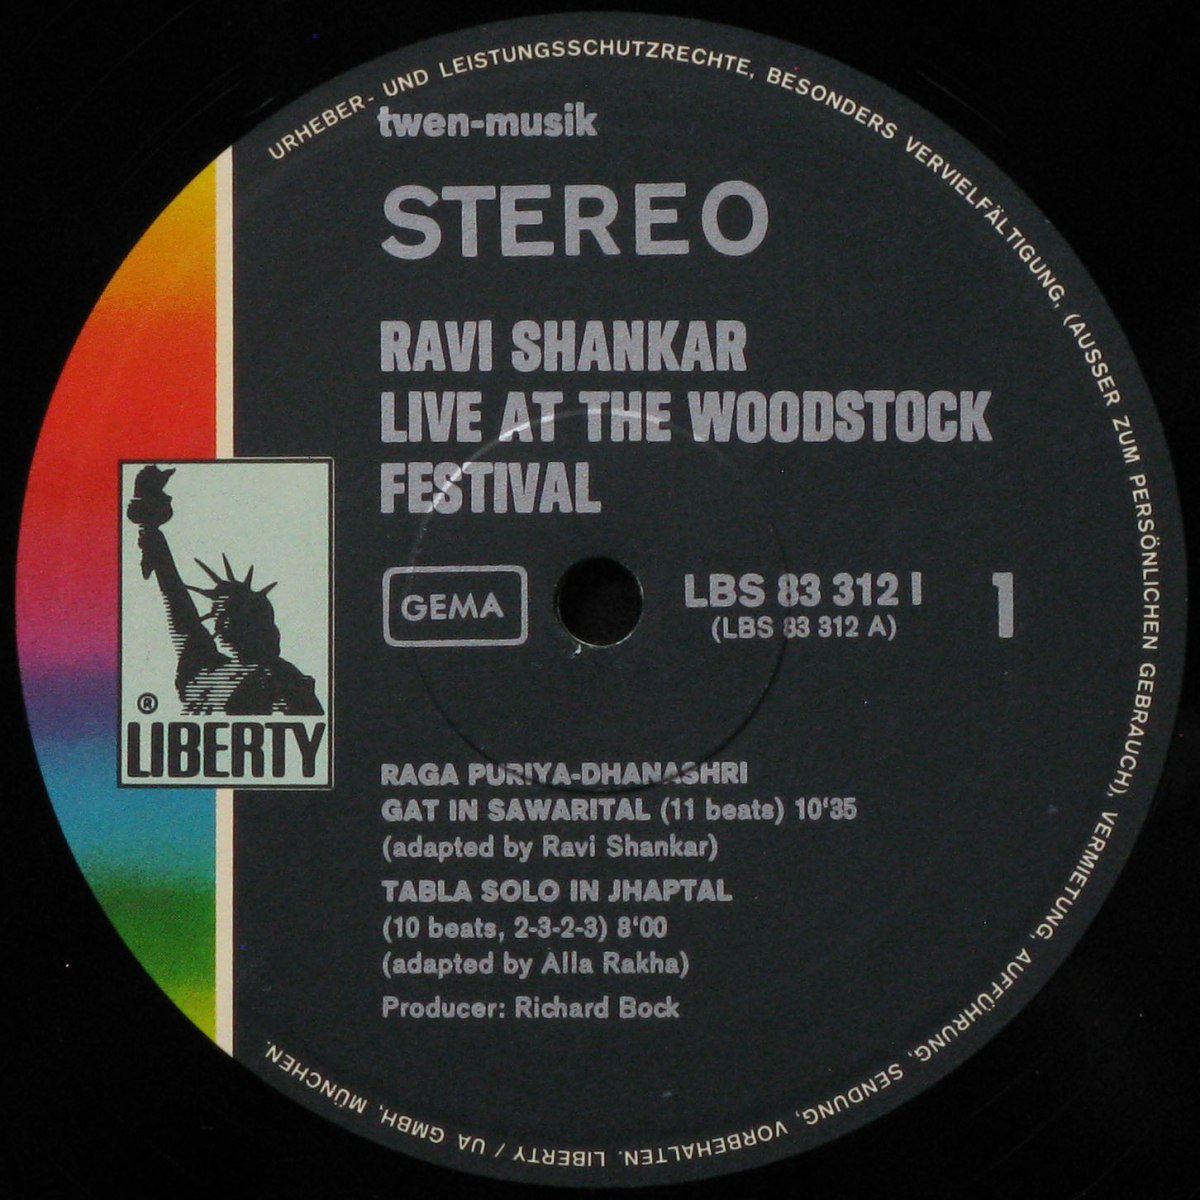 URHEBER- UND LEISTUNGSSCHUTZRECHTE, BESONDERS VERVIELFÄLTIGUNG, (AUSSER ZUM PERSÖNLICHEN GEBRAUCH), VERMIETUNG, AUFFÜHRUNG, SENDUNG, VORBEHALTEN. LIBERTY / UA GMBH, MÜNCHEN.
twen-musik
STEREO
RAVI SHANKAR
LIVE AT THE WOODSTOCK
FESTIVAL
GEMA
LBS 83 312 I
(LBS 83 312 A)
1
®
LIBERTY
RAGA PURIYA-DHANASHRI
GAT IN SAWARITAL (11 beats) 10'35
(adapted by Ravi Shankar)
TABLA SOLO IN JHAPTAL
(10 beats, 2-3-2-3) 8'00
(adapted by Alla Rakha)
Producer: Richard Bock